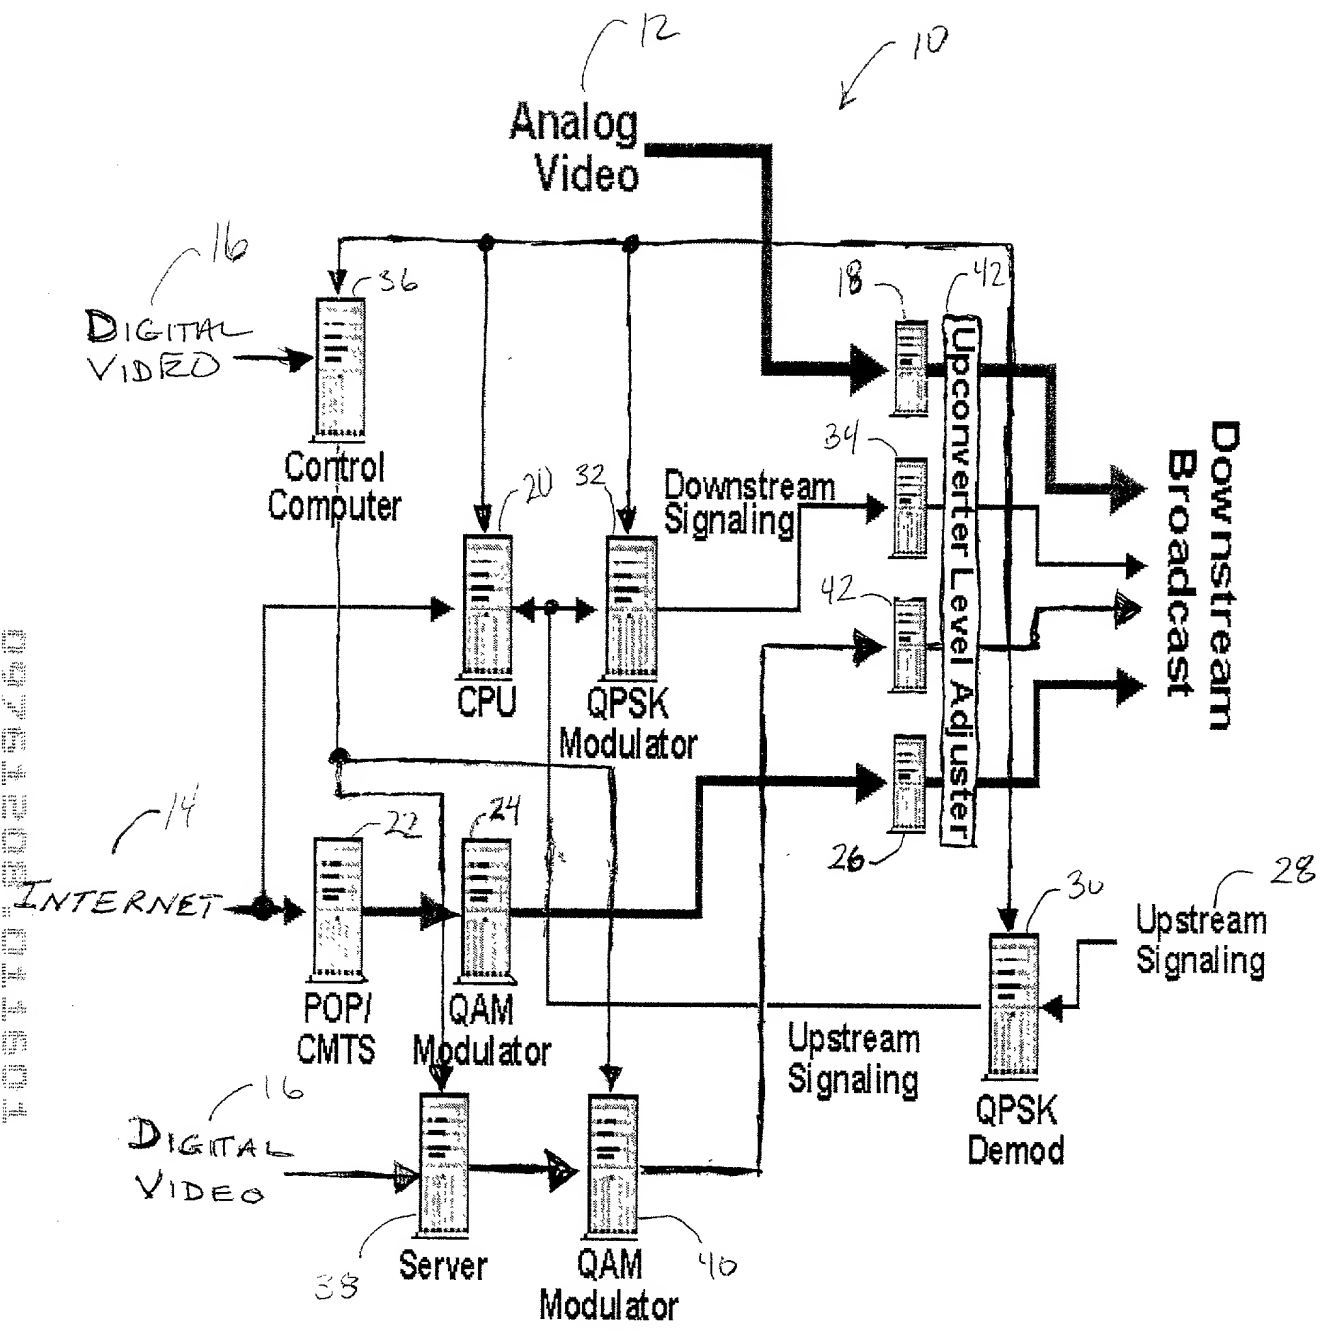 12
10
Analog
Video
16
36
DIGITAL
VIDEO
18
42
Upconverter Level Adjuster
Control
Computer
20
32
34
Downstream
Signaling
Downstream
Broadcast
42
CPU
QPSK
Modulator
14
22
24
26
INTERNET
30
28
Upstream
Signaling
POP/
CMTS
QAM
Modulator
Upstream
Signaling
QPSK
Demod
16
DIGITAL
VIDEO
38
Server
QAM
Modulator
40